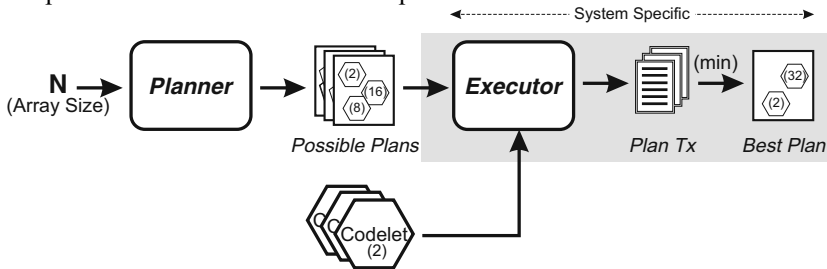 System Specific
N
(Array Size)
Planner
(2)
(16)
(8)
Possible Plans
Executor
Plan Tx
(min)
(32)
(2)
Best Plan
Codelet
(2)